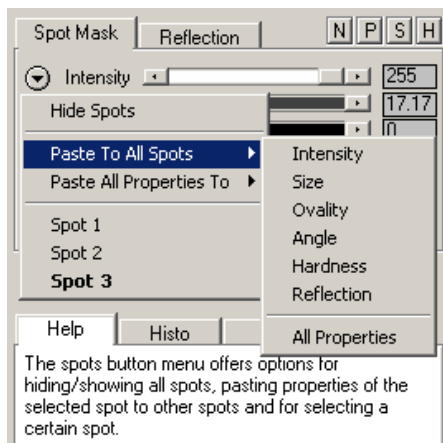 Spot Mask
Reflection
N P S H
Intensity
255
Hide Spots
17.17
0
Paste To All Spots
Paste All Properties To
Spot 1
Spot 2
Spot 3
Intensity
Size
Ovality
Angle
Hardness
Reflection
All Properties
Help
Histo
The spots button menu offers options for
hiding/showing all spots, pasting properties of the
selected spot to other spots and for selecting a
certain spot.